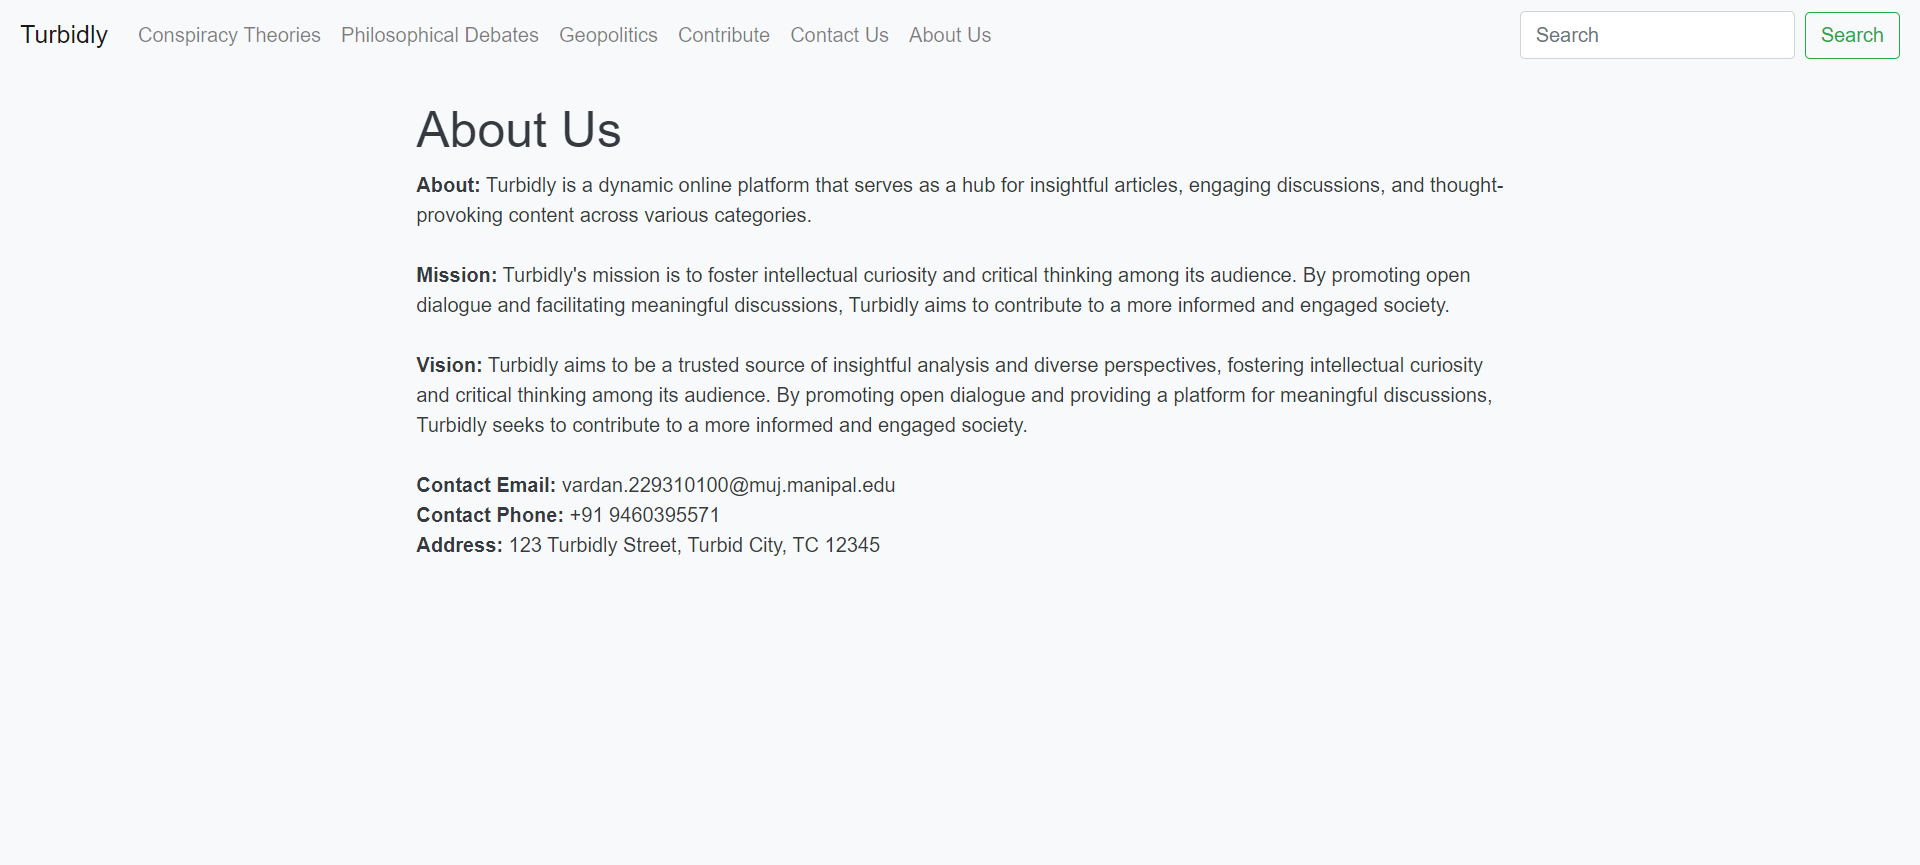 Turbidly Conspiracy Theories Philosophical Debates Geopolitics Contribute Contact Us About Us Search Search
About Us
About: Turbidly is a dynamic online platform that serves as a hub for insightful articles, engaging discussions, and thought-
provoking content across various categories.
Mission: Turbidly's mission is to foster intellectual curiosity and critical thinking among its audience. By promoting open
dialogue and facilitating meaningful discussions, Turbidly aims to contribute to a more informed and engaged society.
Vision: Turbidly aims to be a trusted source of insightful analysis and diverse perspectives, fostering intellectual curiosity
and critical thinking among its audience. By promoting open dialogue and providing a platform for meaningful discussions,
Turbidly seeks to contribute to a more informed and engaged society.
Contact Email: vardan.229310100@muj.manipal.edu
Contact Phone: +91 9460395571
Address: 123 Turbidly Street, Turbid City, TC 12345